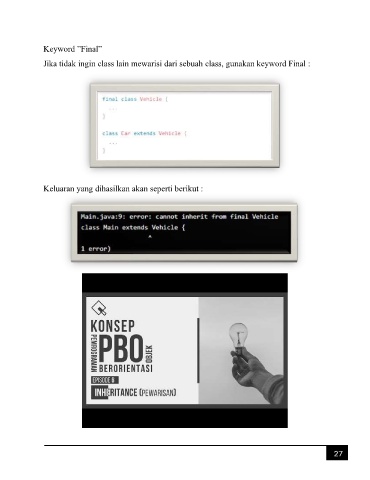 Keyword "Final"
Jika tidak ingin class lain mewarisi dari sebuah class, gunakan keyword Final :
final class Vehicle {
...
}
class Car extends Vehicle {
...
}
Keluaran yang dihasilkan akan seperti berikut :
Main.java:9: error: cannot inherit from final Vehicle
class Main extends Vehicle {
^
1 error)
KONSEP
PEMROGRAMAN
PBO
OBJEK
BERORIENTASI
EPISODE 6
INHERITANCE (PEWARISAN)
27